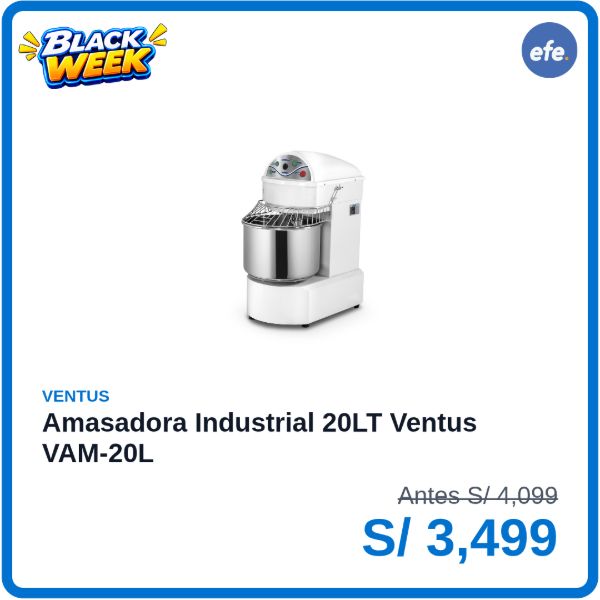 BLACK
WEEK
efe.
VENTUS
Amasadora Industrial 20LT Ventus
VAM-20L
Antes S/ 4,099
S/ 3,499